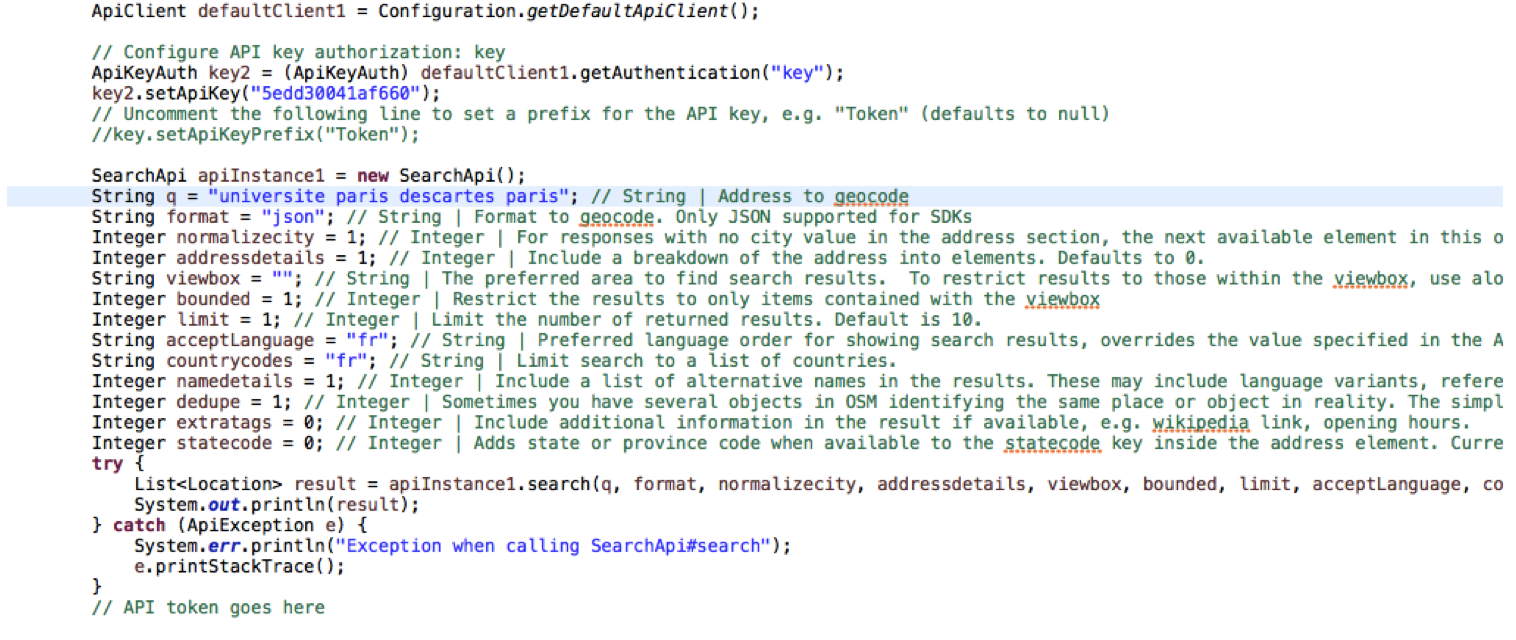 ApiClient defaultClient1 = Configuration.getDefaultApiClient();
// Configure API key authorization: key
ApiKeyAuth key2 = (ApiKeyAuth) defaultClient1.getAuthentication("key");
key2.setApiKey("5edd30041af660");
// Uncomment the following line to set a prefix for the API key, e.g. "Token" (defaults to null)
//key.setApiKeyPrefix("Token");
SearchApi apiInstance1 = new SearchApi();
String q = "universite paris descartes paris"; // String | Address to geocode
String format = "json"; // String | Format to geocode. Only JSON supported for SDKs
Integer normalizecity = 1; // Integer | For responses with no city value in the address section, the next available element in this o
Integer addressdetails = 1; // Integer | Include a breakdown of the address into elements. Defaults to 0.
String viewbox = ""; // String | The preferred area to find search results.  To restrict results to those within the viewbox, use alo
Integer bounded = 1; // Integer | Restrict the results to only items contained with the viewbox
Integer limit = 1; // Integer | Limit the number of returned results. Default is 10.
String acceptLanguage = "fr"; // String | Preferred language order for showing search results, overrides the value specified in the A
String countrycodes = "fr"; // String | Limit search to a list of countries.
Integer namedetails = 1; // Integer | Include a list of alternative names in the results. These may include language variants, refere
Integer dedupe = 1; // Integer | Sometimes you have several objects in OSM identifying the same place or object in reality. The simpl
Integer extratags = 0; // Integer | Include additional information in the result if available, e.g. wikipedia link, opening hours.
Integer statecode = 0; // Integer | Adds state or province code when available to the statecode key inside the address element. Curre
try {
List<Location> result = apiInstance1.search(q, format, normalizecity, addressdetails, viewbox, bounded, limit, acceptLanguage, co
System.out.println(result);
} catch (ApiException e) {
System.err.println("Exception when calling SearchApi#search");
e.printStackTrace();
}
// API token goes here